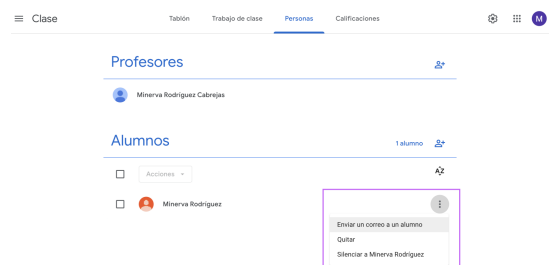 Clase
Tablón
Trabajo de clase
Personas
Calificaciones
M
Profesores
Minerva Rodríguez Cabrejas
Alumnos
1 alumno
Acciones
AZ
Minerva Rodríguez
Enviar un correo a un alumno
Quitar
Silenciar a Minerva Rodríguez